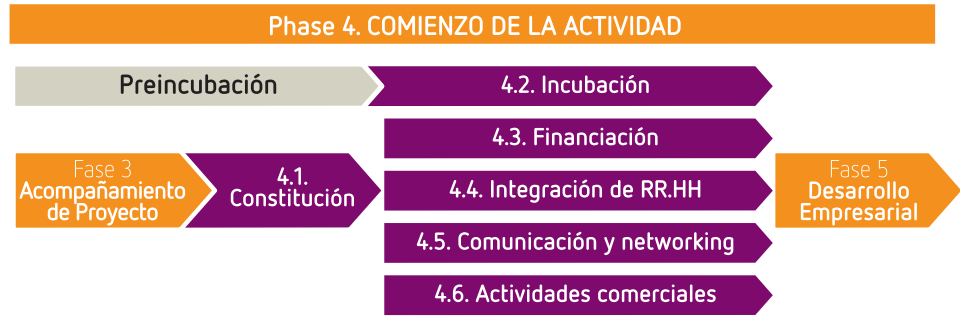 Phase 4. COMIENZO DE LA ACTIVIDAD
Preincubación
4.2. Incubación
4.3. Financiación
Fase 3
Acompañamiento
de Proyecto
4.1.
Constitución
4.4. Integración de RR.HH
Fase 5
Desarrollo
Empresarial
4.5. Comunicación y networking
4.6. Actividades comerciales